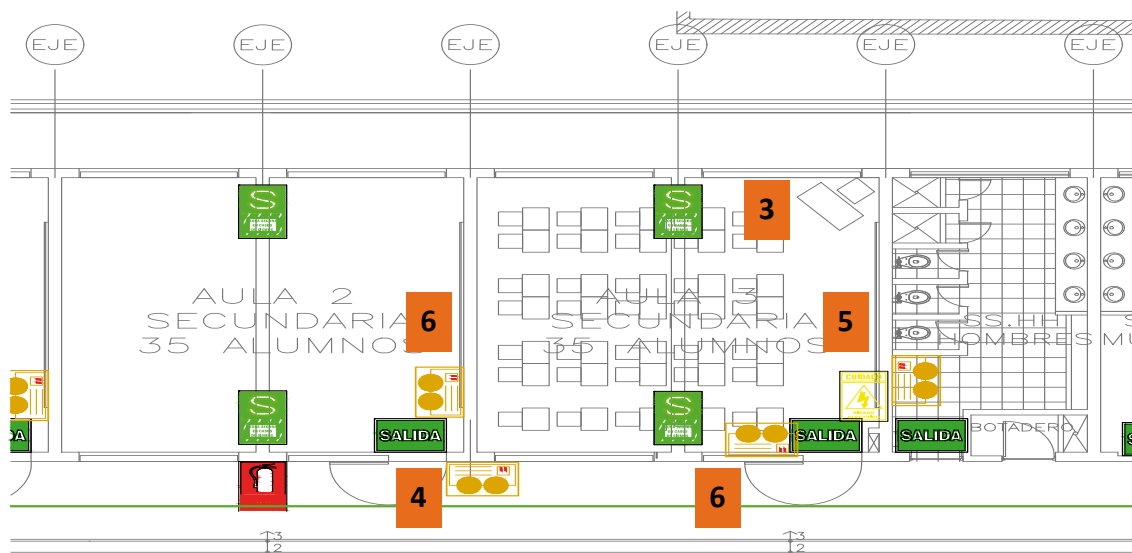 EJE EJE EJE EJE EJE EJE
S
S
3
AULA 2
SECUNDARIA
35 ALUMNOS
6
AULA 3
SECUNDARIA
35 ALUMNOS
5
SS.HH
HOMBRES
S
MU
CUIDADO
S
S
DA
SALIDA
SALIDA
SALIDA
BOTADERO
S
4
6
3
2
3
2